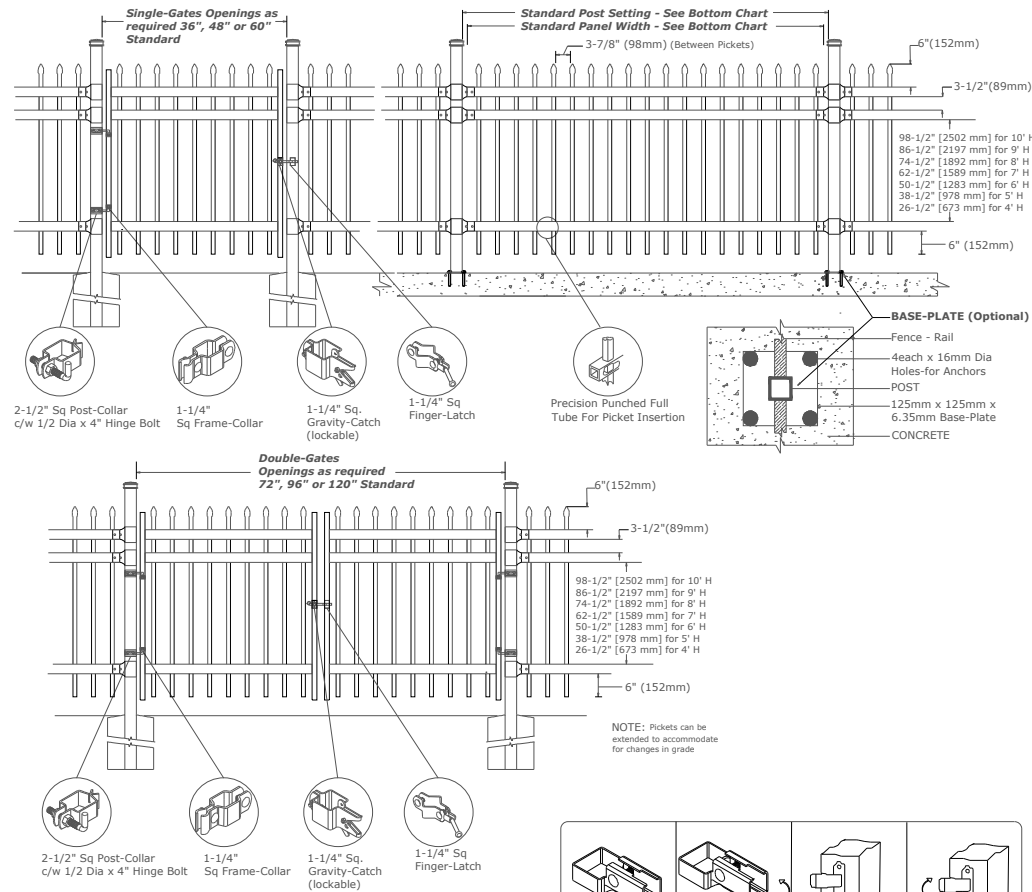 Single-Gates Openings as
required 36", 48" or 60"
Standard
Standard Post Setting - See Bottom Chart
Standard Panel Width - See Bottom Chart
3-7/8" (98mm) (Between Pickets)
6"(152mm)
3-1/2"(89mm)
98-1/2" [2502 mm] for 10' H
86-1/2" [2197 mm] for 9' H
74-1/2" [1892 mm] for 8' H
62-1/2" [1589 mm] for 7' H
50-1/2" [1283 mm] for 6' H
38-1/2" [978 mm] for 5' H
26-1/2" [673 mm] for 4' H
6" (152mm)
BASE-PLATE (Optional)
Fence - Rail
4each x 16mm Dia
Holes-for Anchors
POST
125mm x 125mm x
6.35mm Base-Plate
CONCRETE
2-1/2" Sq Post-Collar
c/w 1/2 Dia x 4" Hinge Bolt
1-1/4"
Sq Frame-Collar
1-1/4" Sq.
Gravity-Catch
(lockable)
1-1/4" Sq
Finger-Latch
Precision Punched Full
Tube For Picket Insertion
Double-Gates
Openings as required
72", 96" or 120" Standard
6"(152mm)
3-1/2"(89mm)
98-1/2" [2502 mm] for 10' H
86-1/2" [2197 mm] for 9' H
74-1/2" [1892 mm] for 8' H
62-1/2" [1589 mm] for 7' H
50-1/2" [1283 mm] for 6' H
38-1/2" [978 mm] for 5' H
26-1/2" [673 mm] for 4' H
6" (152mm)
NOTE: Pickets can be
extended to accommodate
for changes in grade
2-1/2" Sq Post-Collar
c/w 1/2 Dia x 4" Hinge Bolt
1-1/4"
Sq Frame-Collar
1-1/4" Sq.
Gravity-Catch
(lockable)
1-1/4" Sq
Finger-Latch